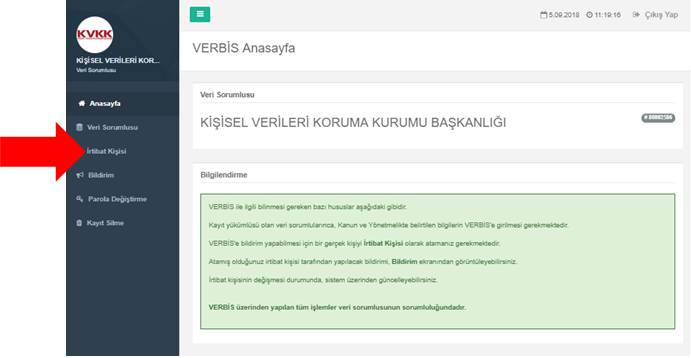 5.09.2018 11:19:16 Çıkış Yap
KVKK
KİŞİSEL VERİLERİ KOR...
Veri Sorumlusu
Anasayfa
Veri Sorumlusu
İrtibat Kişisi
Bildirim
Parola Değiştirme
Kayıt Silme
VERBİS Anasayfa
Veri Sorumlusu
KİŞİSEL VERİLERİ KORUMA KURUMU BAŞKANLIĞI
Bilgilendirme
VERBİS ile ilgili bilinmesi gereken bazı hususlar aşağıdaki gibidir.
Kayıt yükümlüsü olan veri sorumlularınca, Kanun ve Yönetmelikte belirtilen bilgilerin VERBİS'e girilmesi gerekmektedir.
VERBİS'e bildirim yapabilmesi için bir gerçek kişiyi İrtibat Kişisi olarak atamanız gerekmektedir.
Atamış olduğunuz irtibat kişisi tarafından yapılacak bildirimi, Bildirim ekranından görüntüleyebilirsiniz.
İrtibat kişisinin değişmesi durumunda, sistem üzerinden güncelleyebilirsiniz.
VERBİS üzerinden yapılan tüm işlemler veri sorumlusunun sorumluluğundadır.